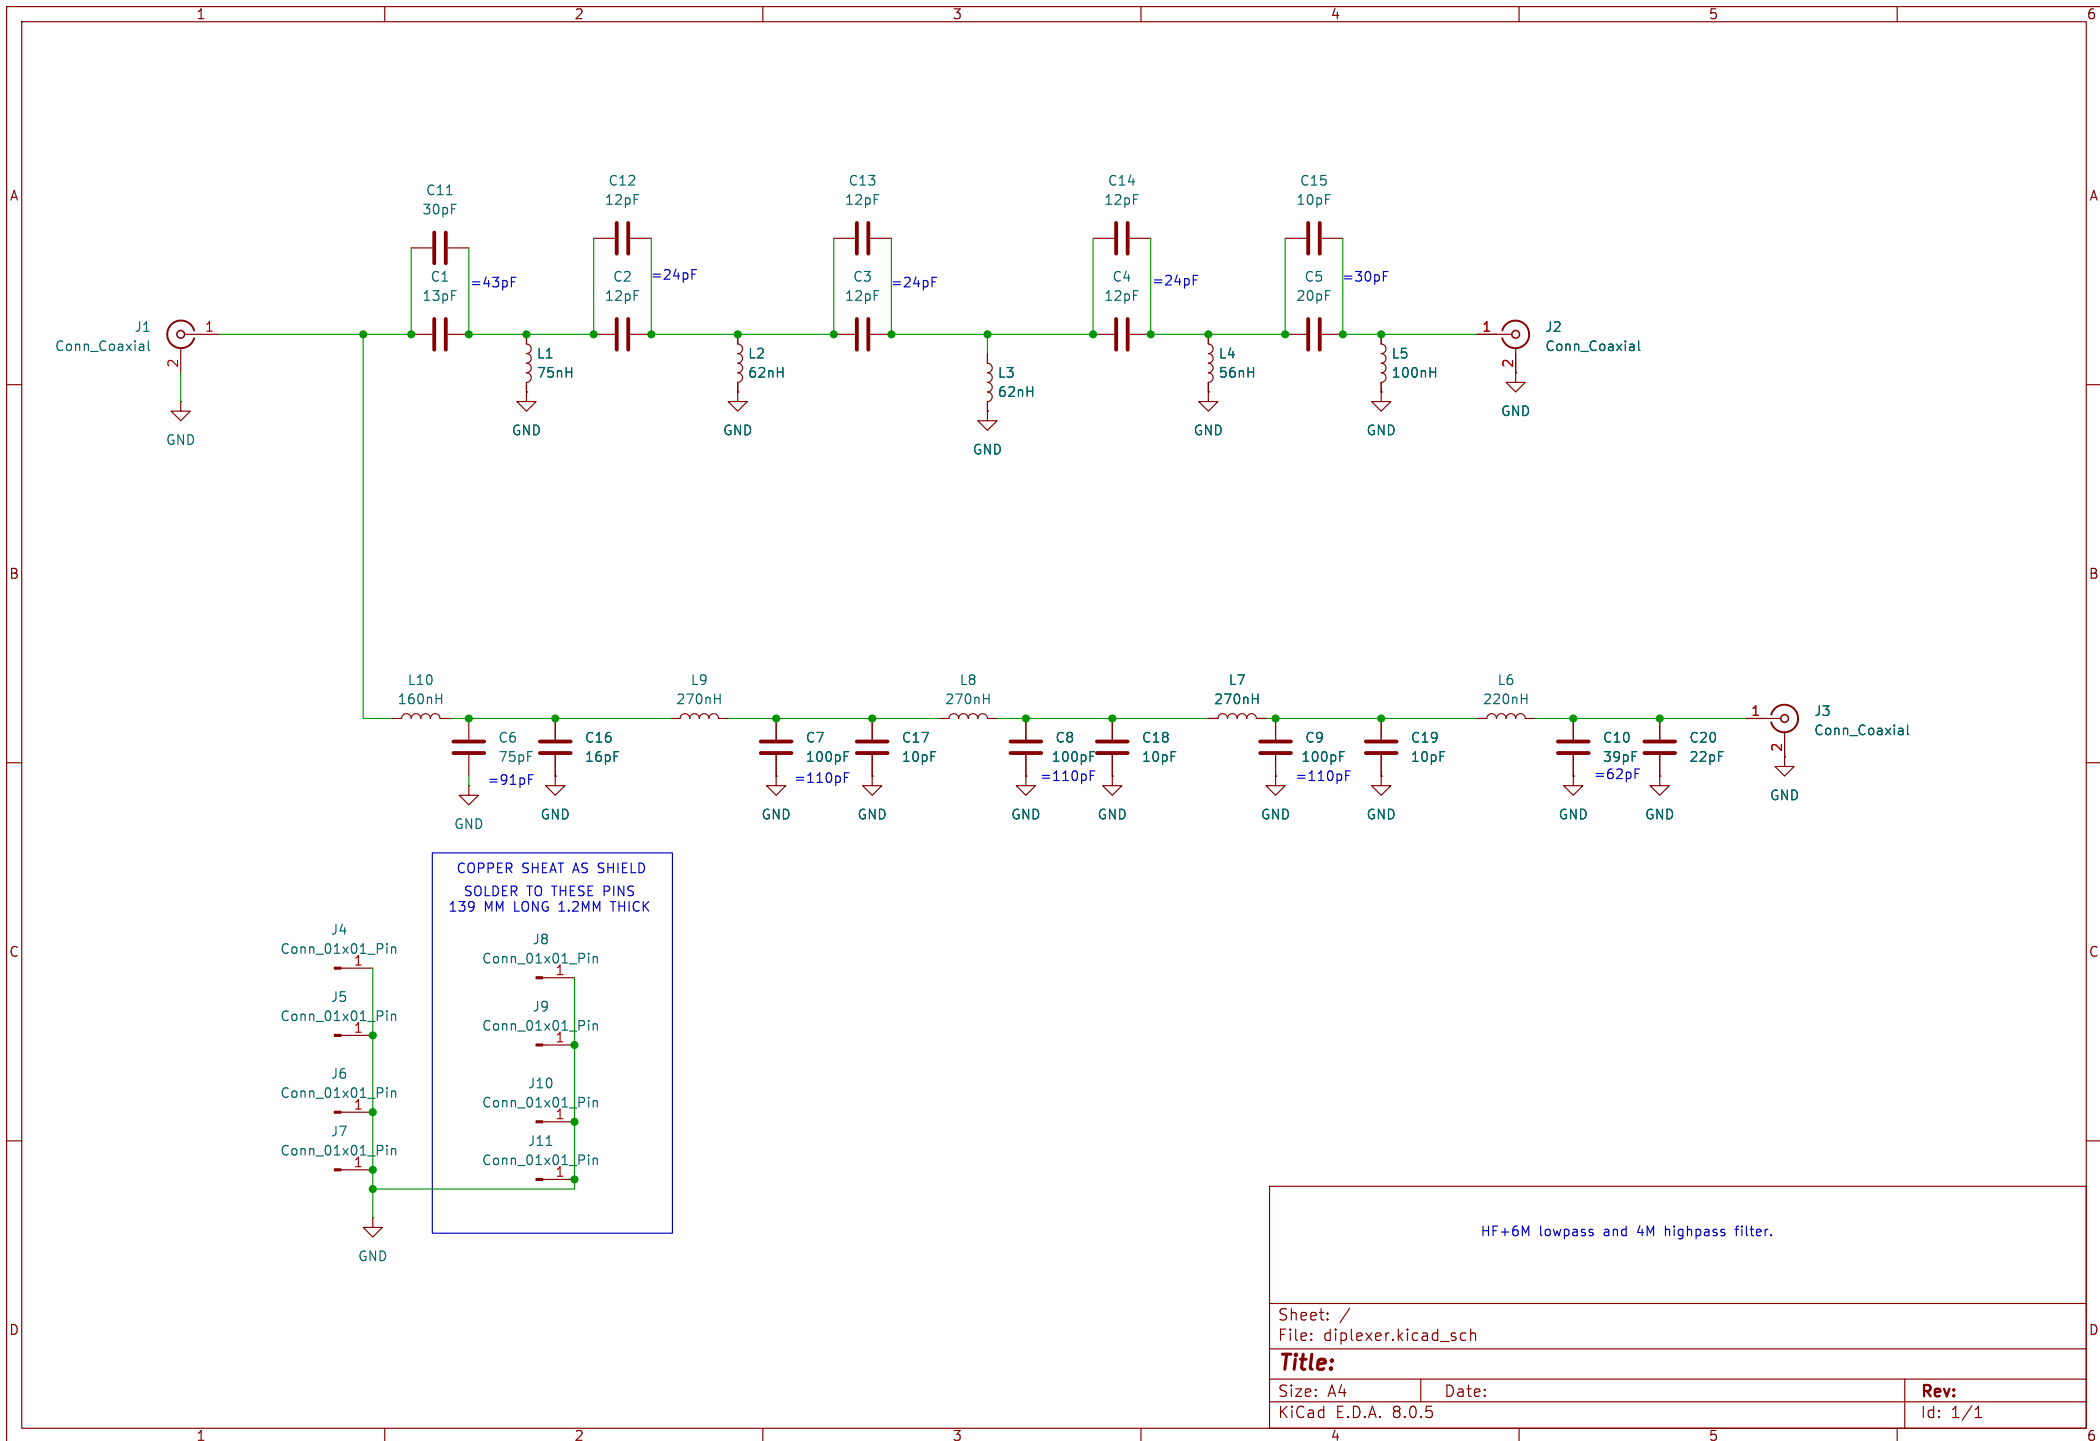 1 2 3 4 5 6
A A
B B
C C
D D
C11
30pF
C1
13pF
=43pF
C12
12pF
C2
12pF
=24pF
C13
12pF
C3
12pF
=24pF
C14
12pF
C4
12pF
=24pF
C15
10pF
C5
20pF
=30pF
J1
Conn_Coaxial
1
2
GND
L1
75nH
GND
L2
62nH
GND
L3
62nH
GND
L4
56nH
GND
L5
100nH
GND
J2
Conn_Coaxial
1
2
GND
L10
160nH
L9
270nH
L8
270nH
L7
270nH
L6
220nH
C6
75pF
=91pF
GND
C16
16pF
GND
C7
100pF
=110pF
GND
C17
10pF
GND
C8
100pF
=110pF
GND
C18
10pF
GND
C9
100pF
=110pF
GND
C19
10pF
GND
C10
39pF
=62pF
GND
C20
22pF
GND
J3
Conn_Coaxial
1
2
GND
COPPER SHEAT AS SHIELD
SOLDER TO THESE PINS
139 MM LONG 1.2MM THICK
J4
Conn_01x01_Pin
1
J5
Conn_01x01_Pin
1
J6
Conn_01x01_Pin
1
J7
Conn_01x01_Pin
1
GND
J8
Conn_01x01_Pin
1
J9
Conn_01x01_Pin
1
J10
Conn_01x01_Pin
1
J11
Conn_01x01_Pin
1
HF+6M lowpass and 4M highpass filter.
Sheet: /
File: diplexer.kicad_sch
Title:
Size: A4 Date: Rev:
KiCad E.D.A. 8.0.5 Id: 1/1
1 2 3 4 5 6